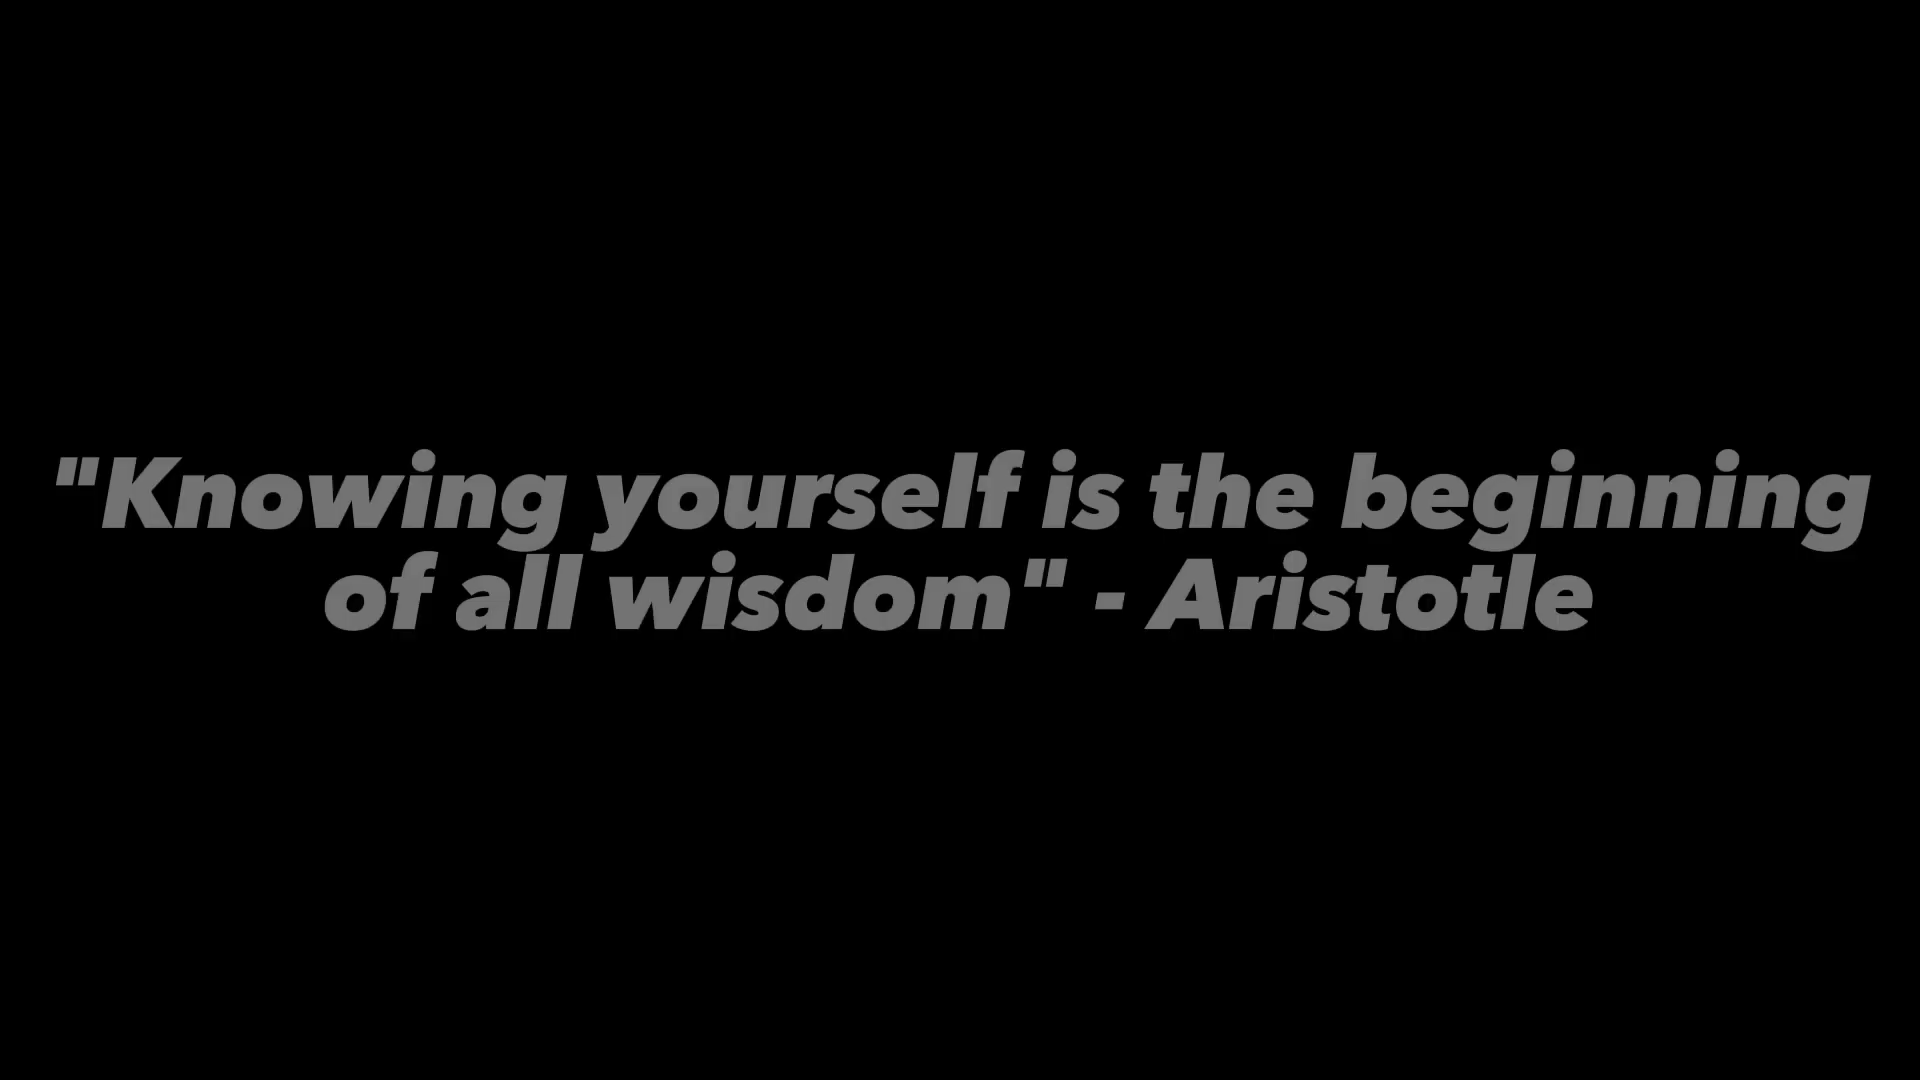 "Knowing yourself is the beginning
of all wisdom" - Aristotle